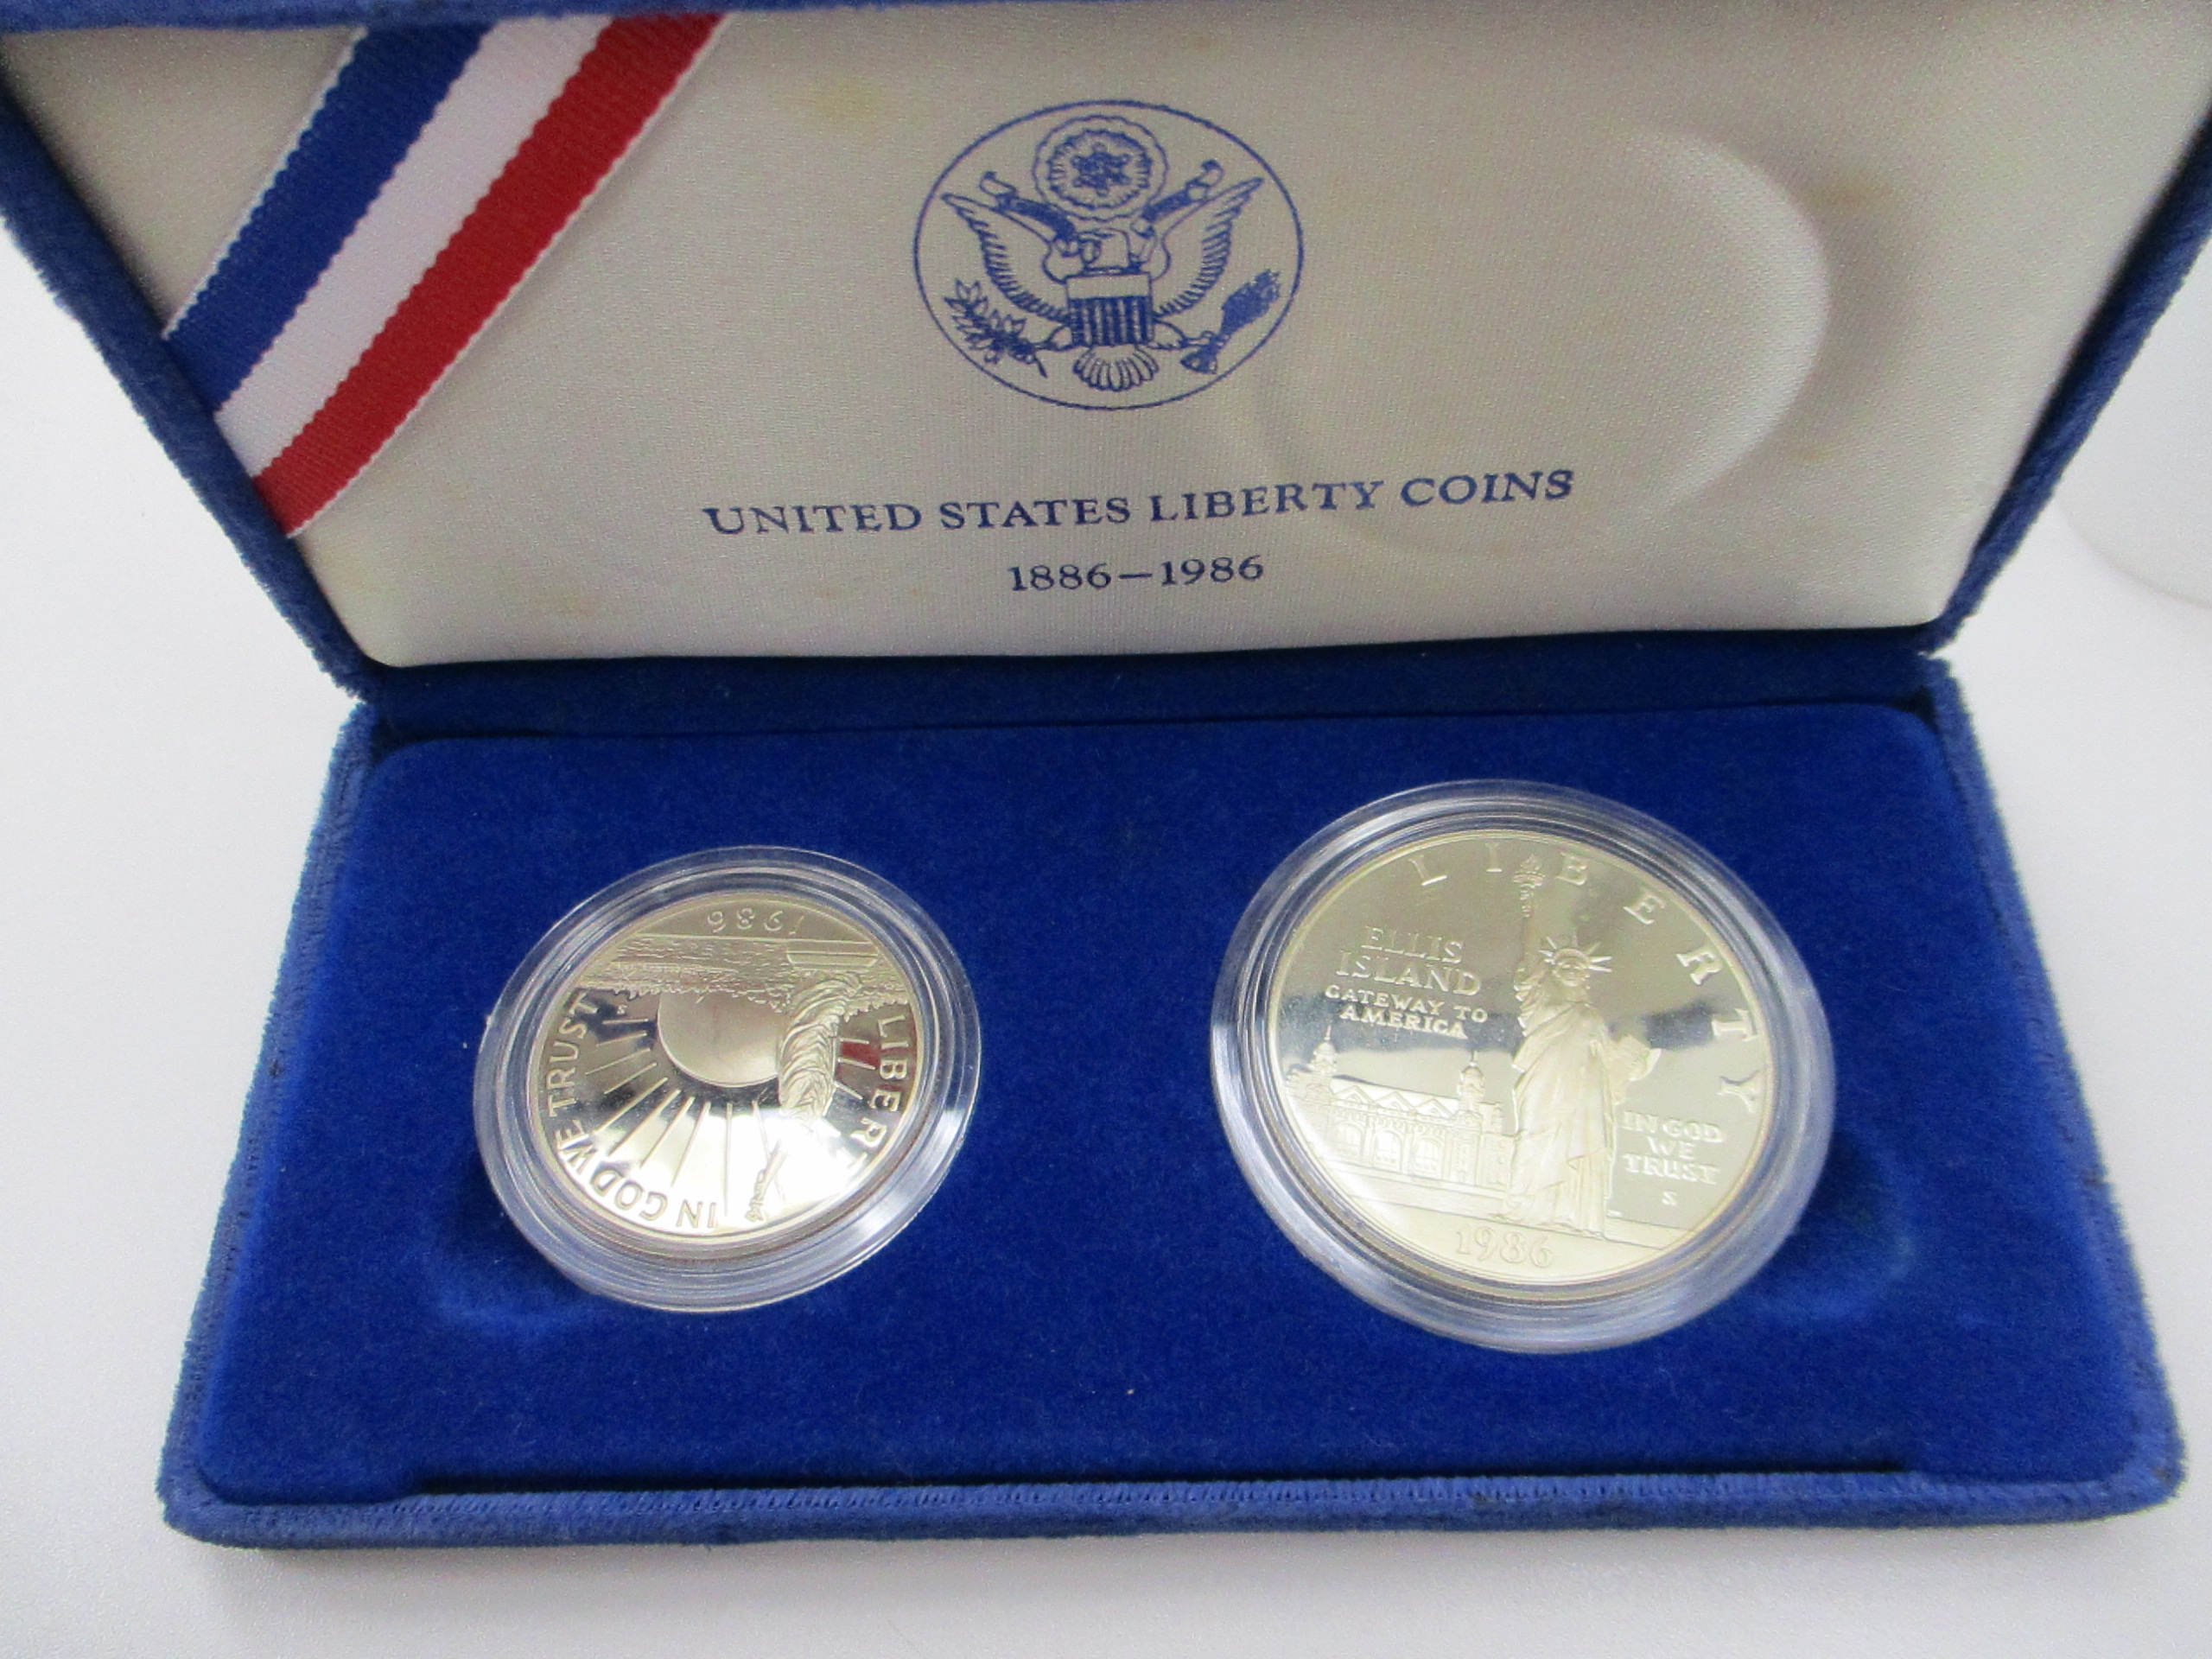 UNITED STATES LIBERTY COINS
1886–1986
1986
LIBERT
IN GOD WE TRUST
S
LIBERTY
ELLIS
ISLAND
GATEWAY TO
AMERICA
IN GOD
WE
TRUST
S
1986